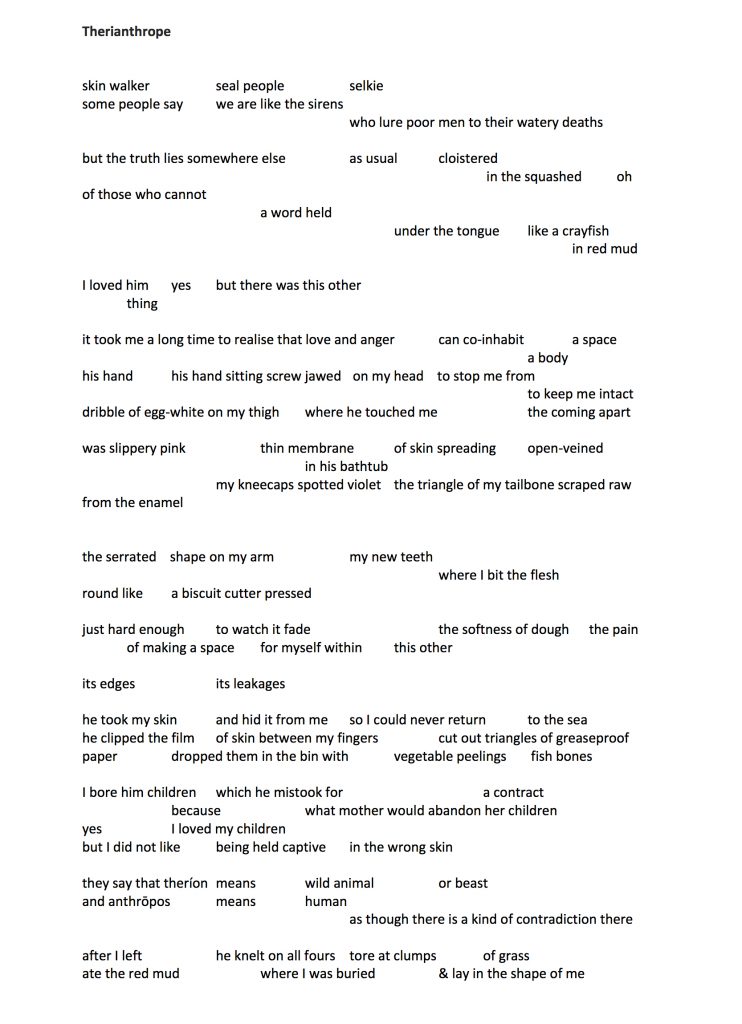 Therianthrope
skin walker seal people selkie
some people say we are like the sirens
who lure poor men to their watery deaths
but the truth lies somewhere else as usual cloistered
in the squashed oh
of those who cannot
a word held
under the tongue like a crayfish
in red mud
I loved him yes but there was this other
thing
it took me a long time to realise that love and anger can co-inhabit a space
a body
his hand his hand sitting screw jawed on my head to stop me from
to keep me intact
dribble of egg-white on my thigh where he touched me the coming apart
was slippery pink thin membrane of skin spreading open-veined
in his bathtub
my kneecaps spotted violet the triangle of my tailbone scraped raw
from the enamel
the serrated shape on my arm my new teeth
where I bit the flesh
round like a biscuit cutter pressed
just hard enough to watch it fade the softness of dough the pain
of making a space for myself within this other
its edges its leakages
he took my skin and hid it from me so I could never return to the sea
he clipped the film of skin between my fingers cut out triangles of greaseproof
paper dropped them in the bin with vegetable peelings fish bones
I bore him children which he mistook for a contract
because what mother would abandon her children
yes I loved my children
but I did not like being held captive in the wrong skin
they say that theríon means wild animal or beast
and anthrōpos means human
as though there is a kind of contradiction there
after I left he knelt on all fours tore at clumps of grass
ate the red mud where I was buried & lay in the shape of me